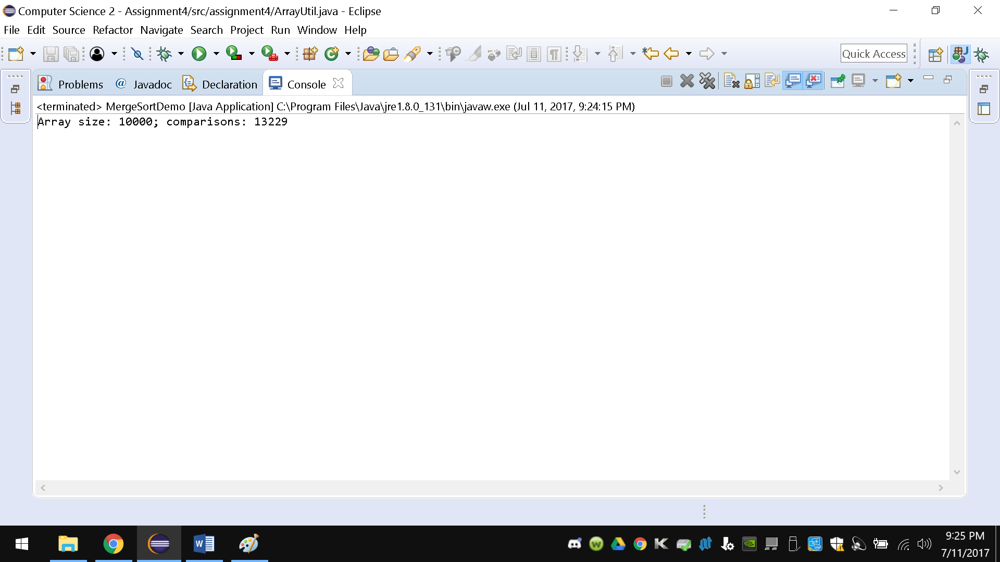 Computer Science 2 - Assignment4/src/assignment4/ArrayUtil.java - Eclipse
File Edit Source Refactor Navigate Search Project Run Window Help
Quick Access
Problems @ Javadoc Declaration Console
<terminated> MergeSortDemo [Java Application] C:\Program Files\Java\jre1.8.0_131\bin\javaw.exe (Jul 11, 2017, 9:24:15 PM)
Array size: 10000; comparisons: 13229
9:25 PM
7/11/2017